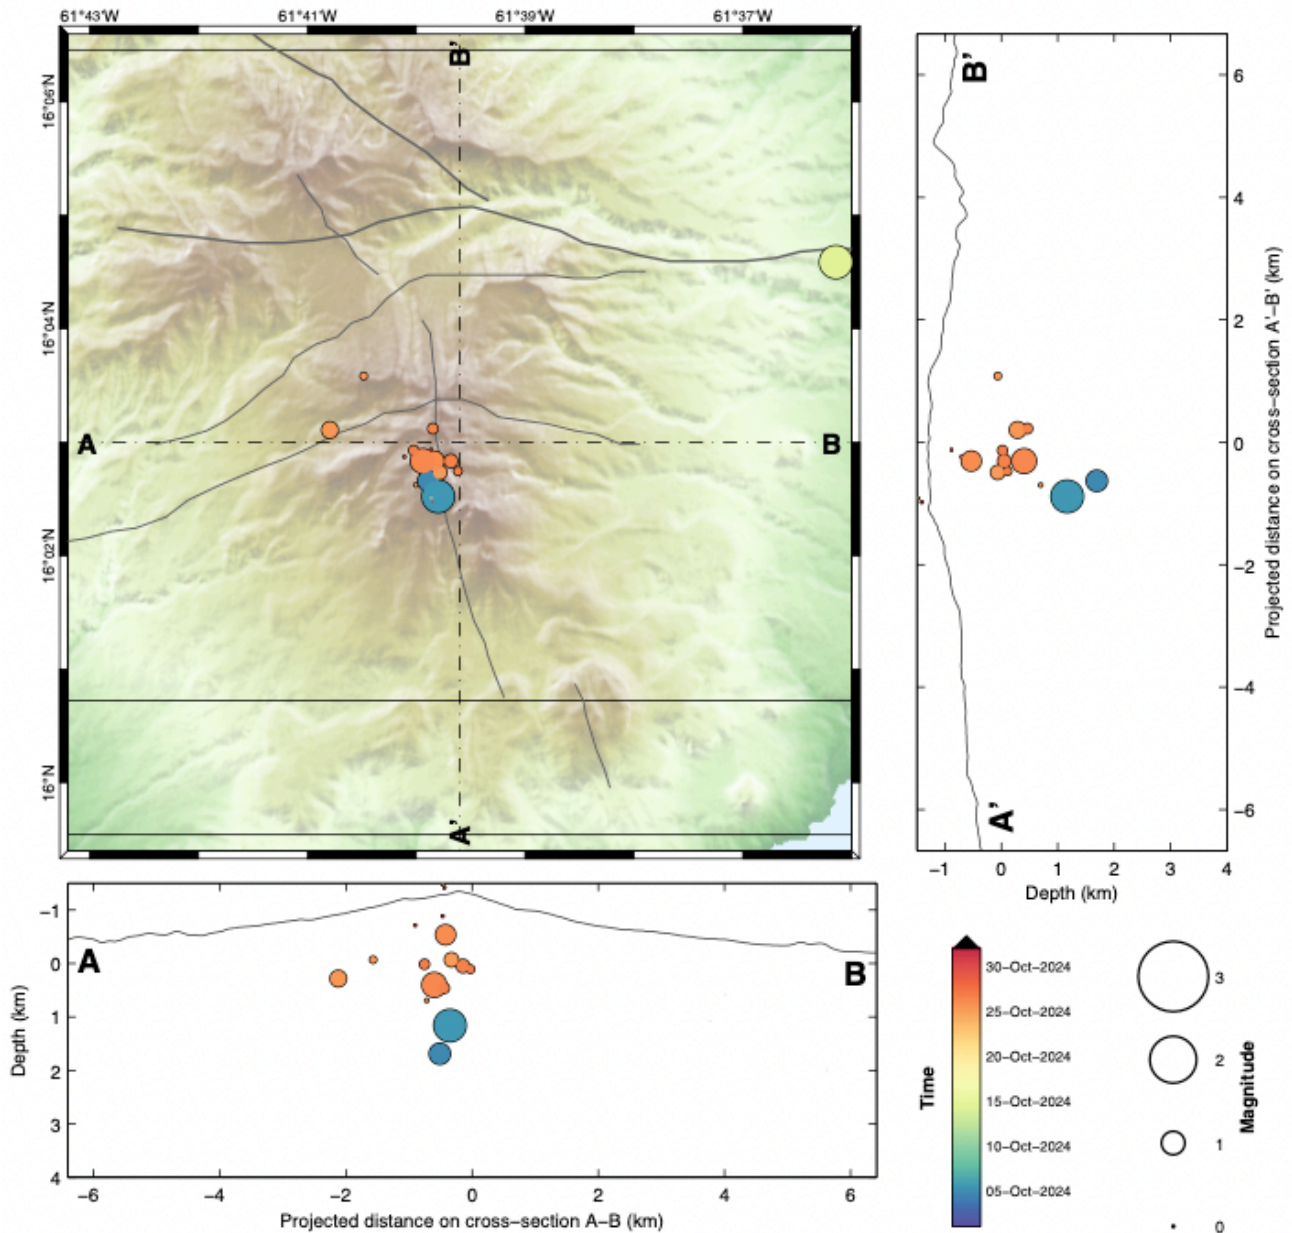 61°43'W 61°41'W 61°39'W 61°37'W
16°06'N
16°04'N
16°02'N
16°N
B'
A B
A'
B'
A'
6
4
2
0
−2
−4
−6
Projected distance on cross−section A'−B' (km)
−1 0 1 2 3 4
Depth (km)
−1
0
1
2
3
4
Depth (km)
A B
−6 −4 −2 0 2 4 6
Projected distance on cross−section A−B (km)
Time
30−Oct−2024
25−Oct−2024
20−Oct−2024
15−Oct−2024
10−Oct−2024
05−Oct−2024
3
2
1
0
Magnitude